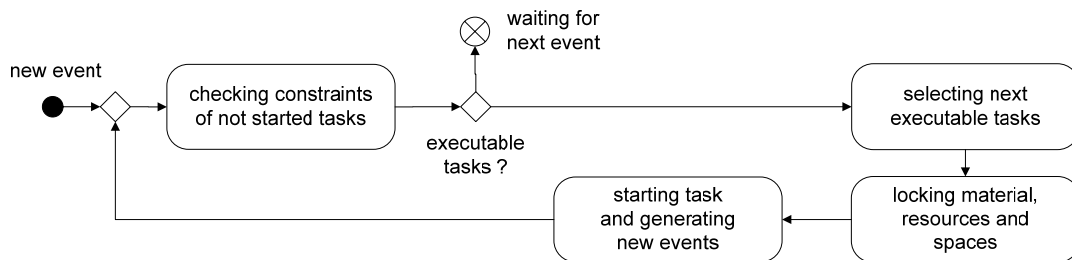 waiting for
next event
new event
checking constraints
of not started tasks
selecting next
executable tasks
executable
tasks ?
starting task
and generating
new events
locking material,
resources and
spaces